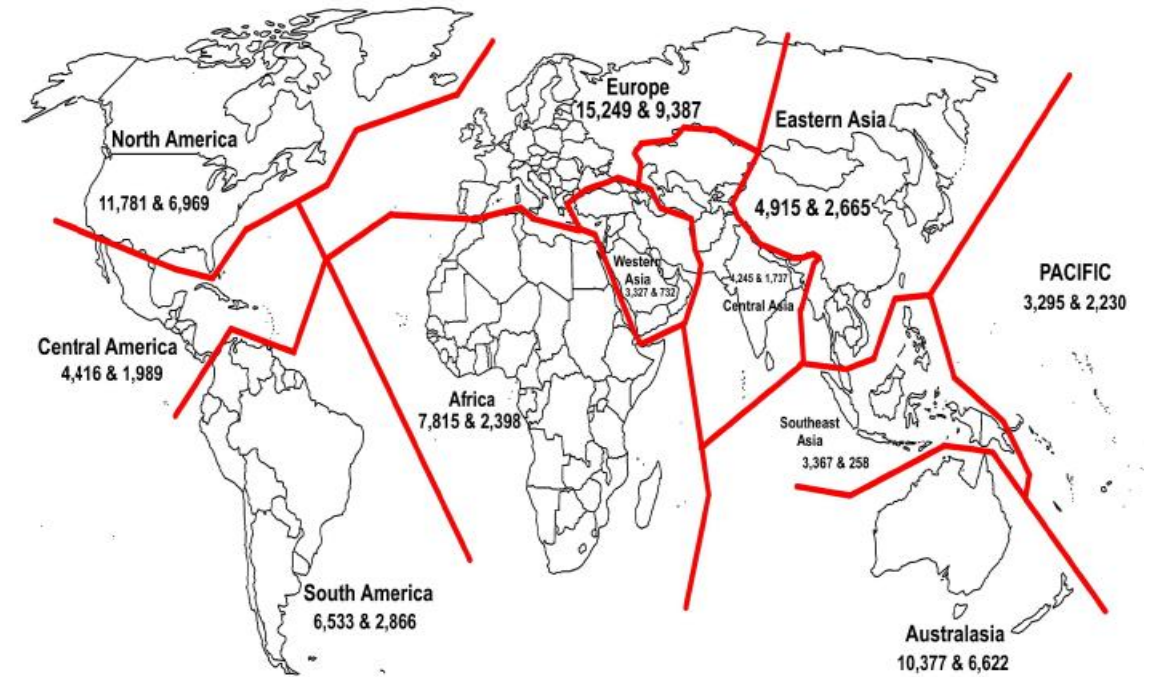 Europe
15,249 & 9,387
Eastern Asia
4,915 & 2,665
North America
11,781 & 6,969
Western
Asia
3,327 & 732
4,245 & 1,737
Central Asia
PACIFIC
3,295 & 2,230
Central America
4,416 & 1,989
Africa
7,815 & 2,398
Southeast
Asia
3,367 & 258
South America
6,533 & 2,866
Australasia
10,377 & 6,622